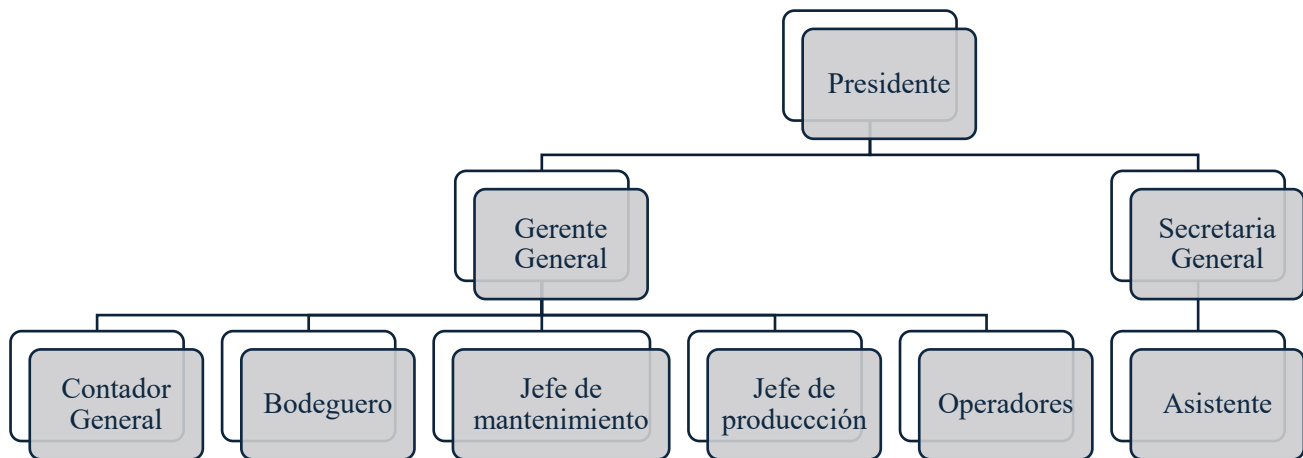 Presidente
Gerente
General
Secretaria
General
Contador
General
Bodeguero
Jefe de
mantenimiento
Jefe de
produccción
Operadores
Asistente